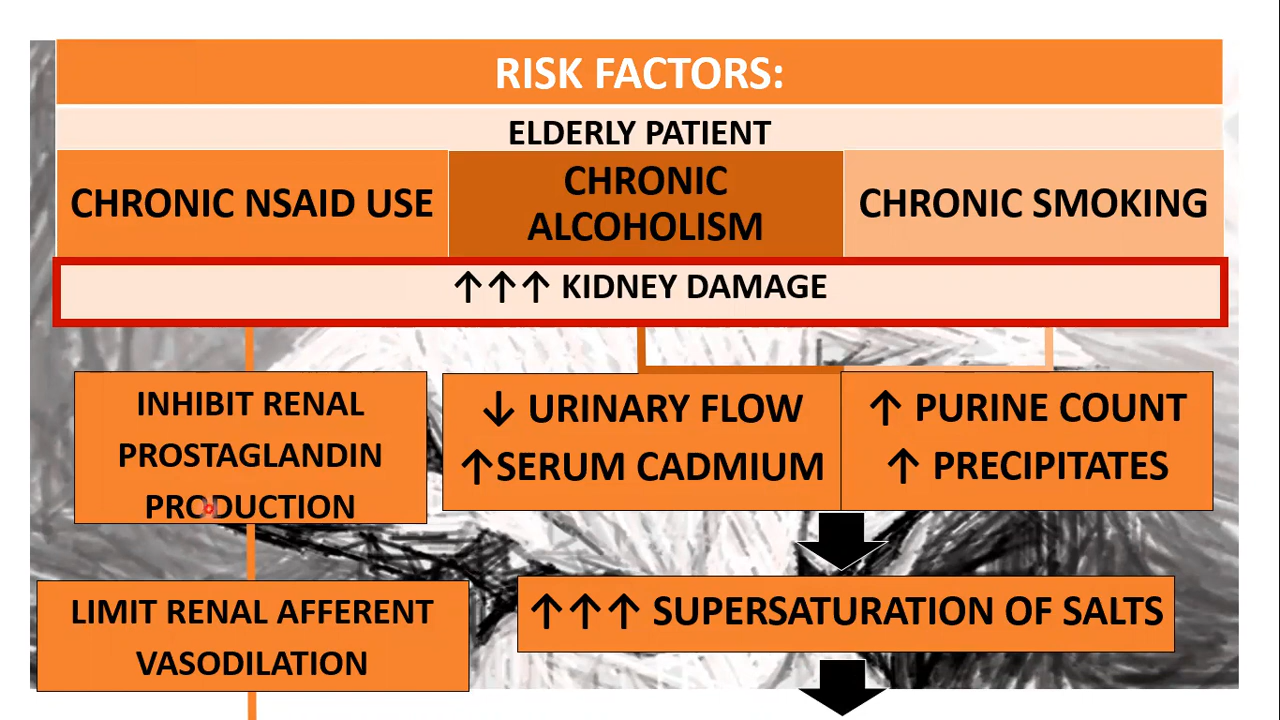 RISK FACTORS:
ELDERLY PATIENT
CHRONIC NSAID USE
CHRONIC
ALCOHOLISM
CHRONIC SMOKING
↑↑↑ KIDNEY DAMAGE
INHIBIT RENAL
PROSTAGLANDIN
PRODUCTION
↓ URINARY FLOW
↑SERUM CADMIUM
↑ PURINE COUNT
↑ PRECIPITATES
LIMIT RENAL AFFERENT
VASODILATION
↑↑↑ SUPERSATURATION OF SALTS